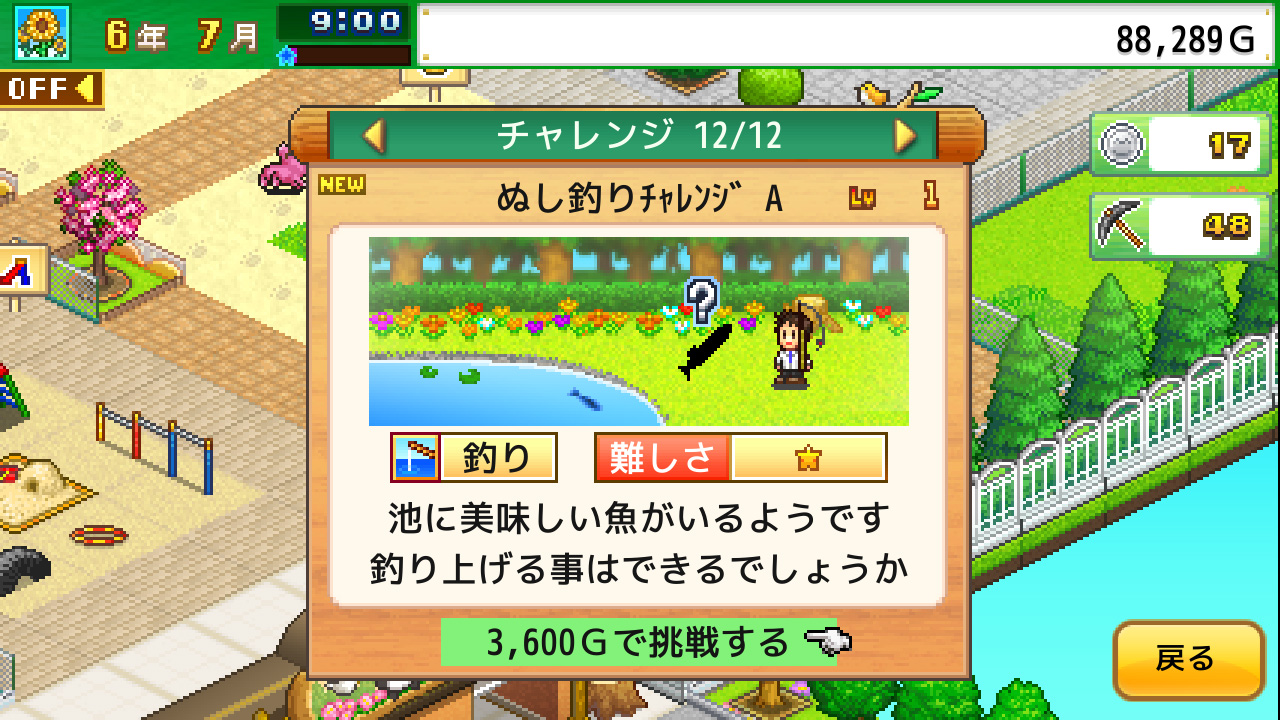 6年 7月
9:00
88,289G
OFF
チャレンジ 12/12
17
NEW
ぬし釣りﾁｬﾚﾝｼﾞ A
Lv 1
48
?
釣り
難しさ
池に美味しい魚がいるようです
釣り上げる事はできるでしょうか
3,600Gで挑戦する
戻る